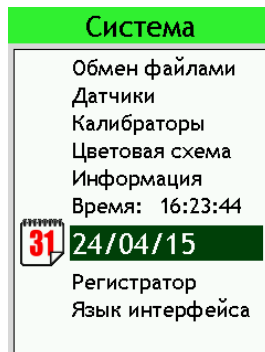 Система
Обмен файлами
Датчики
Калибраторы
Цветовая схема
Информация
Время: 16:23:44
31 24/04/15
Регистратор
Язык интерфейса